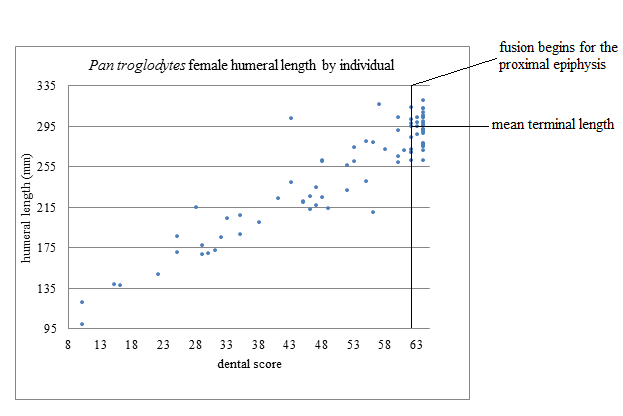 fusion begins for the
proximal epiphysis
Pan troglodytes female humeral length by individual
335
295
mean terminal length
255
215
175
135
95
humeral length (mm)
8 13 18 23 28 33 38 43 48 53 58 63
dental score